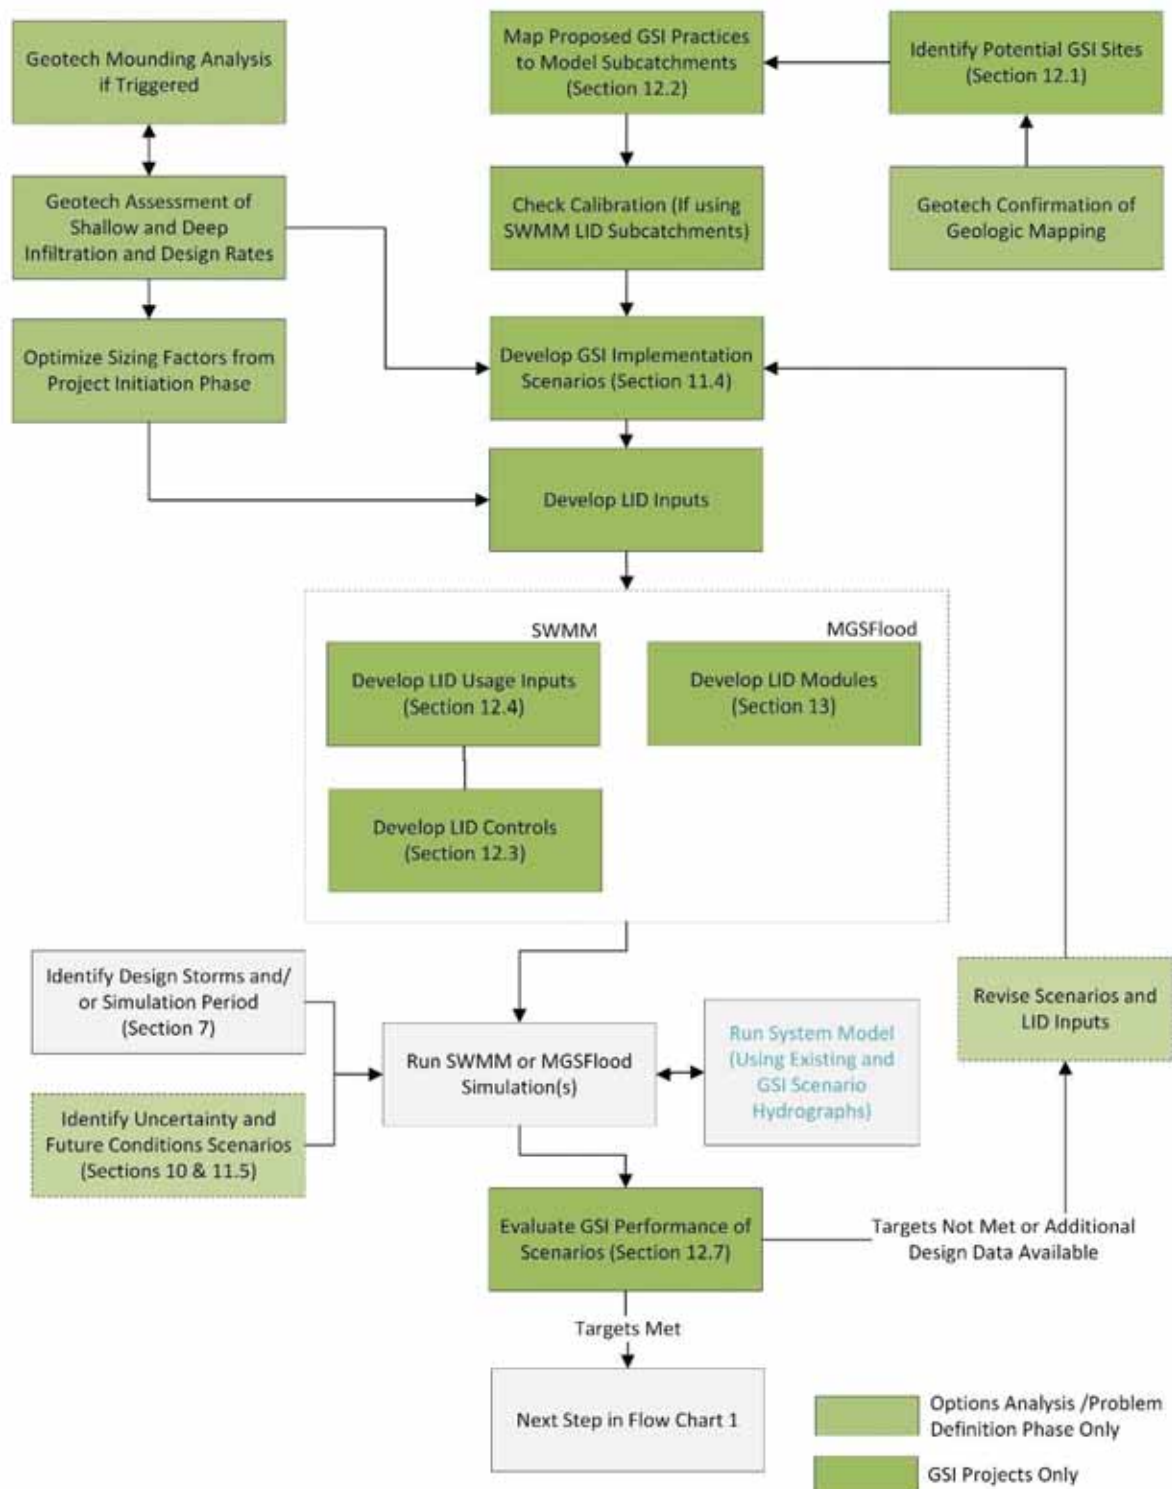 Geotech Mounding Analysis
if Triggered
Map Proposed GSI Practices
to Model Subcatchments
(Section 12.2)
Identify Potential GSI Sites
(Section 12.1)
Geotech Assessment of
Shallow and Deep
Infiltration and Design Rates
Check Calibration (If using
SWMM LID Subcatchments)
Geotech Confirmation of
Geologic Mapping
Optimize Sizing Factors from
Project Initiation Phase
Develop GSI Implementation
Scenarios (Section 11.4)
Develop LID Inputs
SWMM
MGSFlood
Develop LID Usage Inputs
(Section 12.4)
Develop LID Modules
(Section 13)
Develop LID Controls
(Section 12.3)
Identify Design Storms and/
or Simulation Period
(Section 7)
Revise Scenarios and
LID Inputs
Run SWMM or MGSFlood
Simulation(s)
Run System Model
(Using Existing and
GSI Scenario
Hydrographs)
Identify Uncertainty and
Future Conditions Scenarios
(Sections 10 & 11.5)
Evaluate GSI Performance of
Scenarios (Section 12.7)
Targets Not Met or Additional
Design Data Available
Targets Met
Next Step in Flow Chart 1
Options Analysis /Problem
Definition Phase Only
GSI Projects Only